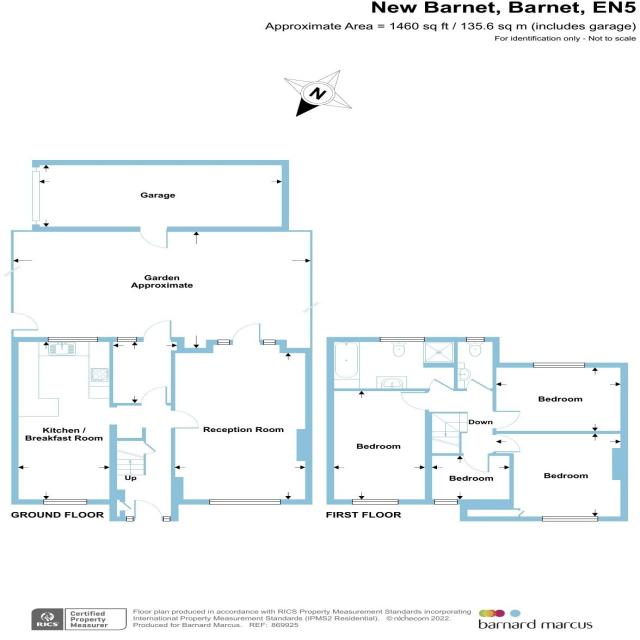 New Barnet, Barnet, EN5
Approximate Area = 1460 sq ft / 135.6 sq m (includes garage)
For identification only - Not to scale
N
Garage
Garden
Approximate
Kitchen /
Breakfast Room
Reception Room
Up
GROUND FLOOR
Bedroom
Down
Bedroom
Bedroom
Bedroom
FIRST FLOOR
RICS
Certified
Property
Measurer
Floor plan produced in accordance with RICS Property Measurement Standards incorporating
International Property Measurement Standards (IPMS2 Residential). © nichecom 2022.
Produced for Barnard Marcus. REF: 869925
barnard marcus